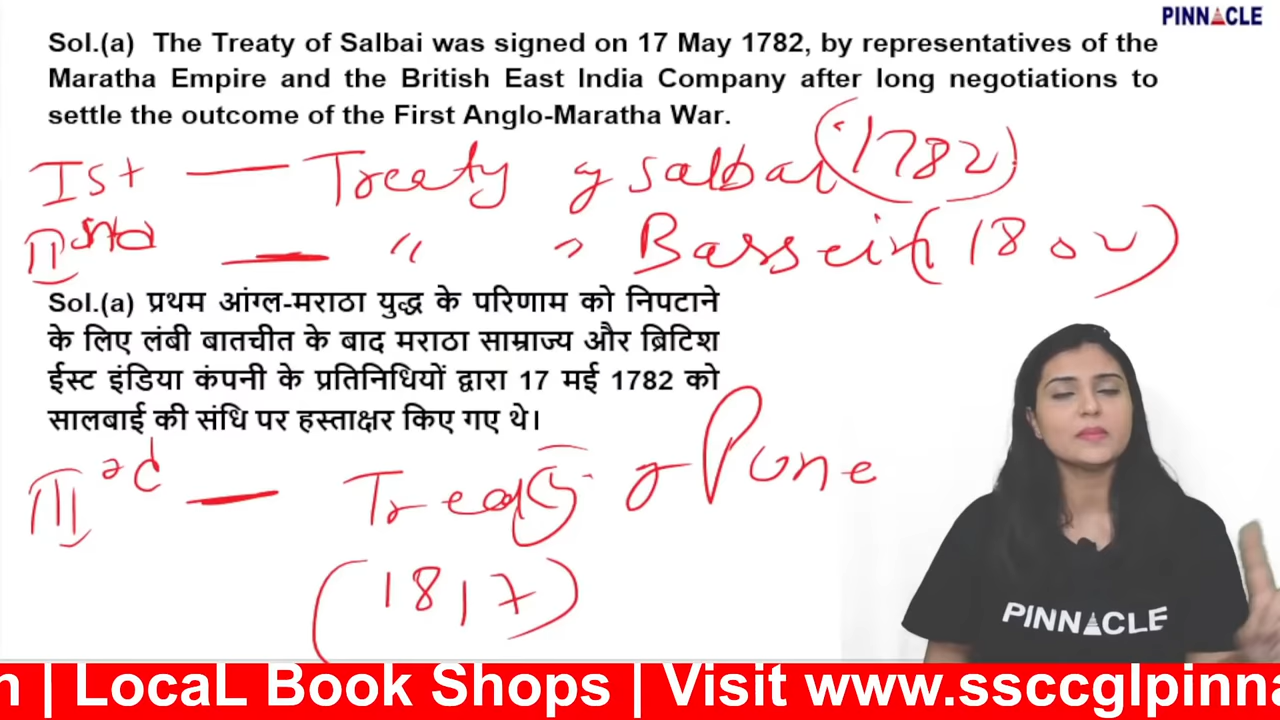 PINNACLE
Sol.(a) The Treaty of Salbai was signed on 17 May 1782, by representatives of the
Maratha Empire and the British East India Company after long negotiations to
settle the outcome of the First Anglo-Maratha War.
Ist — Treaty of Salbai (1782)
IInd — " " Bassein (1802)
Sol.(a) प्रथम आंग्ल-मराठा युद्ध के परिणाम को निपटाने
के लिए लंबी बातचीत के बाद मराठा साम्राज्य और ब्रिटिश
ईस्ट इंडिया कंपनी के प्रतिनिधियों द्वारा 17 मई 1782 को
सालबाई की संधि पर हस्ताक्षर किए गए थे।
IIIrd — Treaty of Pune
(1817)
PINNACLE
n | LocaL Book Shops | Visit www.ssccglpinna